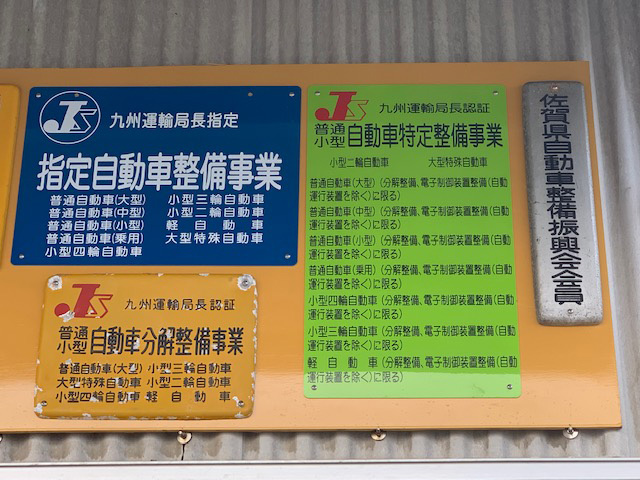 JS 九州運輸局長指定
指定自動車整備事業
普通自動車(大型) 小型三輪自動車
普通自動車(中型) 小型二輪自動車
普通自動車(小型) 軽自動車
普通自動車(乗用) 大型特殊自動車
小型四輪自動車
JS 九州運輸局長認証
普通 小型 自動車分解整備事業
普通自動車(大型) 小型三輪自動車
大型特殊自動車 小型二輪自動車
小型四輪自動車 軽自動車
JS 九州運輸局長認証
普通 小型 自動車特定整備事業
小型二輪自動車 大型特殊自動車
普通自動車(大型)(分解整備、電子制御装置整備(自動
運行装置を除く)に限る)
普通自動車(中型)(分解整備、電子制御装置整備(自動
運行装置を除く)に限る)
普通自動車(小型)(分解整備、電子制御装置整備(自動
運行装置を除く)に限る)
普通自動車(乗用)(分解整備、電子制御装置整備(自動
運行装置を除く)に限る)
小型四輪自動車(分解整備、電子制御装置整備(自動
運行装置を除く)に限る)
小型三輪自動車(分解整備、電子制御装置整備(自動
運行装置を除く)に限る)
軽自動車(分解整備、電子制御装置整備(自動
運行装置を除く)に限る)
佐賀県自動車整備振興会会員